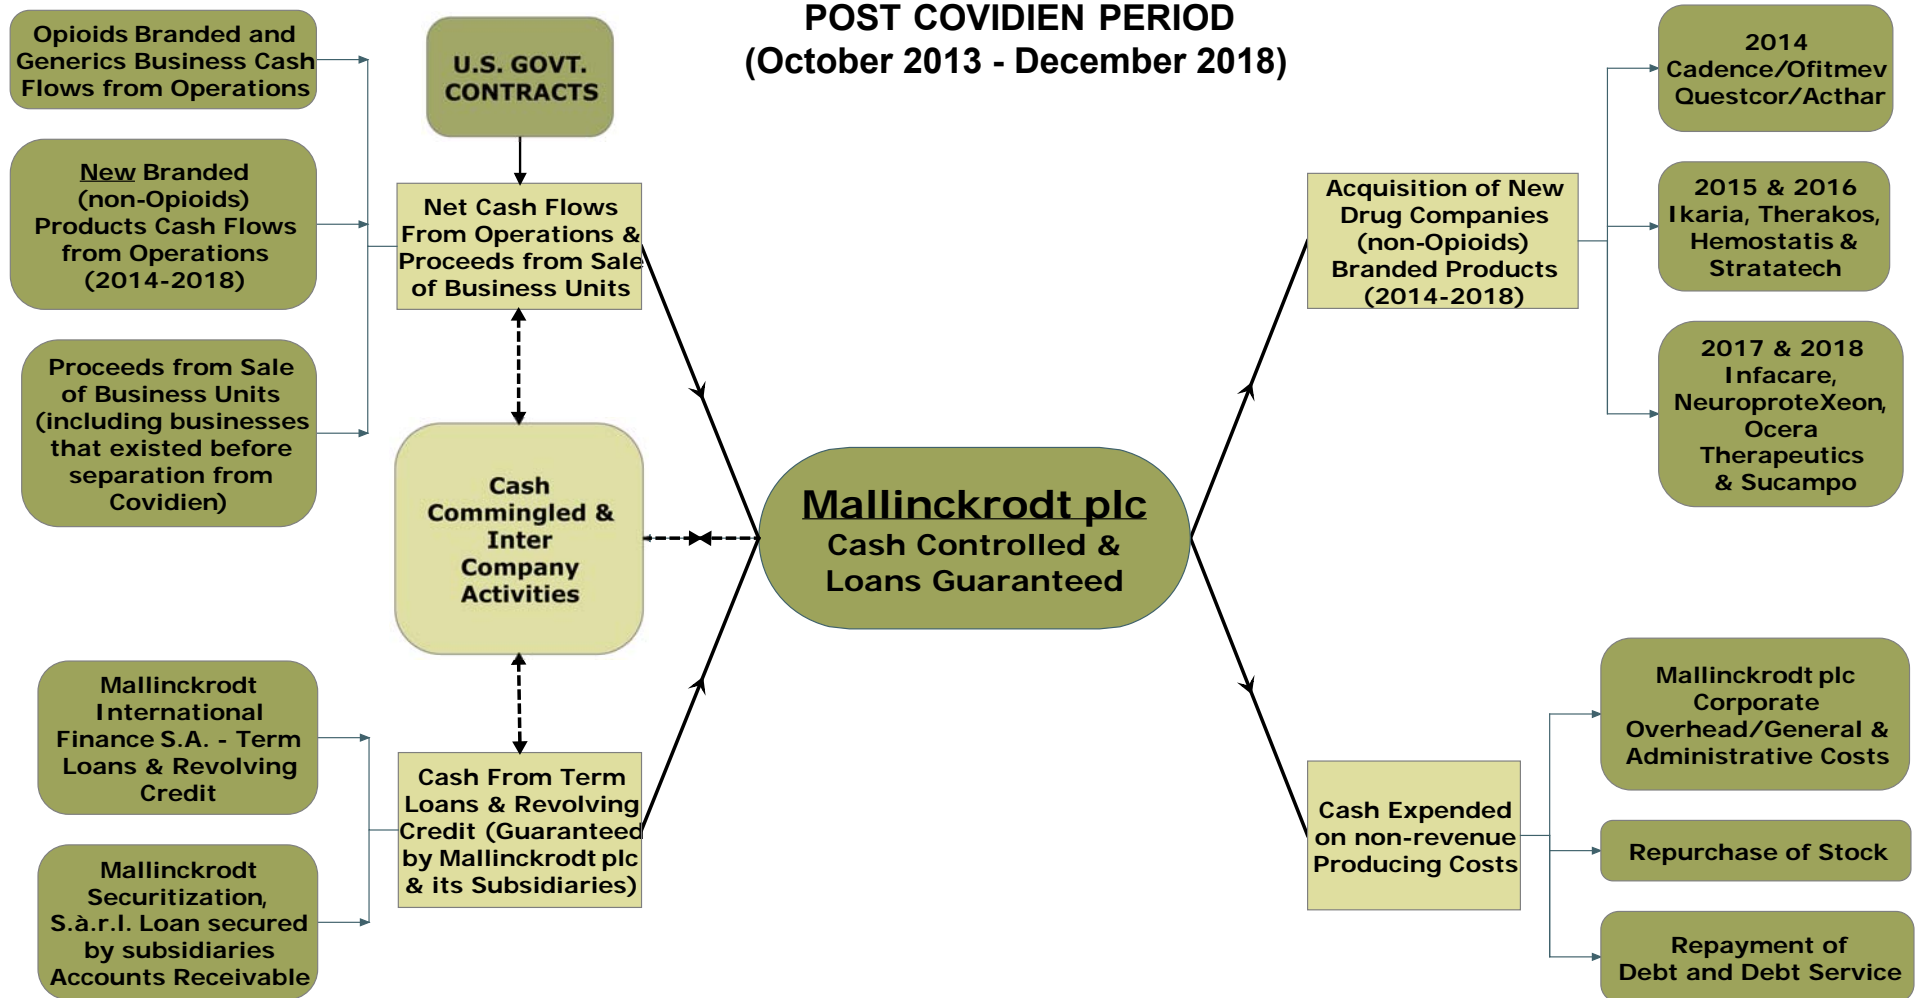 POST COVIDIEN PERIOD
(October 2013 - December 2018)
Opioids Branded and
Generics Business Cash
Flows from Operations
New Branded
(non-Opioids)
Products Cash Flows
from Operations
(2014-2018)
Proceeds from Sale
of Business Units
(including businesses
that existed before
separation from
Covidien)
U.S. GOVT.
CONTRACTS
Net Cash Flows
From Operations &
Proceeds from Sale
of Business Units
Cash
Commingled &
Inter
Company
Activities
Mallinckrodt
International
Finance S.A. - Term
Loans & Revolving
Credit
Mallinckrodt
Securitization,
S.à.r.l. Loan secured
by subsidiaries
Accounts Receivable
Cash From Term
Loans & Revolving
Credit (Guaranteed
by Mallinckrodt plc
& its Subsidiaries)
Mallinckrodt plc
Cash Controlled &
Loans Guaranteed
Acquisition of New
Drug Companies
(non-Opioids)
Branded Products
(2014-2018)
2014
Cadence/Ofitmev
Questcor/Acthar
2015 & 2016
Ikaria, Therakos,
Hemostatis &
Stratatech
2017 & 2018
Infacare,
NeuroproteXeon,
Ocera
Therapeutics
& Sucampo
Cash Expended
on non-revenue
Producing Costs
Mallinckrodt plc
Corporate
Overhead/General &
Administrative Costs
Repurchase of Stock
Repayment of
Debt and Debt Service